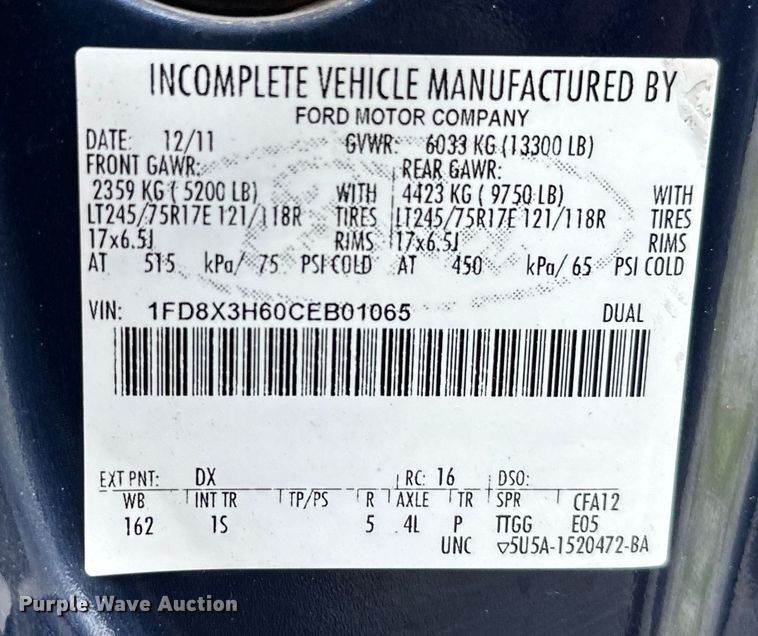 INCOMPLETE VEHICLE MANUFACTURED BY
FORD MOTOR COMPANY
DATE: 12/11 GVWR: 6033 KG (13300 LB)
FRONT GAWR: REAR GAWR:
2359 KG ( 5200 LB) WITH 4423 KG ( 9750 LB) WITH
LT245/75R17E 121/118R TIRES LT245/75R17E 121/118R TIRES
17x6.5J RIMS 17x6.5J RIMS
AT 515 kPa/ 75 PSI COLD AT 450 kPa/ 65 PSI COLD
VIN: 1FD8X3H60CEB01065 DUAL
EXT PNT: DX RC: 16 DSO:
WB INT TR TP/PS R AXLE TR SPR CFA12
162 1S 5 4L P TTGG E05
UNC ▽5U5A-1520472-BA
Purple Wave Auction